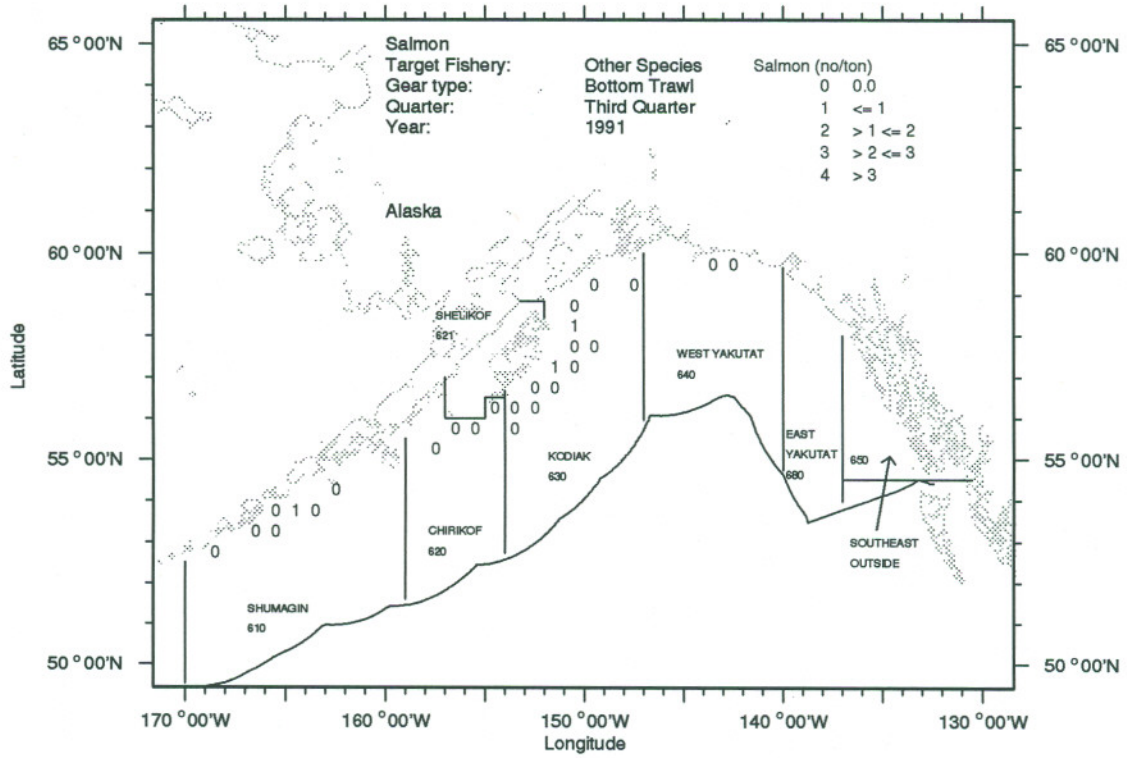 65 °00'N
65 °00'N
Salmon
Target Fishery: Other Species
Gear type: Bottom Trawl
Quarter: Third Quarter
Year: 1991
Salmon (no/ton)
0 0.0
1 <= 1
2 > 1 <= 2
3 > 2 <= 3
4 > 3
Alaska
60 °00'N
60 °00'N
0 0
0 0
0
SHELIKOF
621
1
0 0
1 0
WEST YAKUTAT
640
0 0
0 0 0
0 0 0
0
EAST
YAKUTAT
680
650
KODIAK
630
55 °00'N
55 °00'N
0
0 0 1 0
0 0
0
CHIRIKOF
620
SOUTHEAST
OUTSIDE
SHUMAGIN
610
50 °00'N
50 °00'N
170 °00'W
160 °00'W
150 °00'W
140 °00'W
130 °00'W
Longitude
Latitude